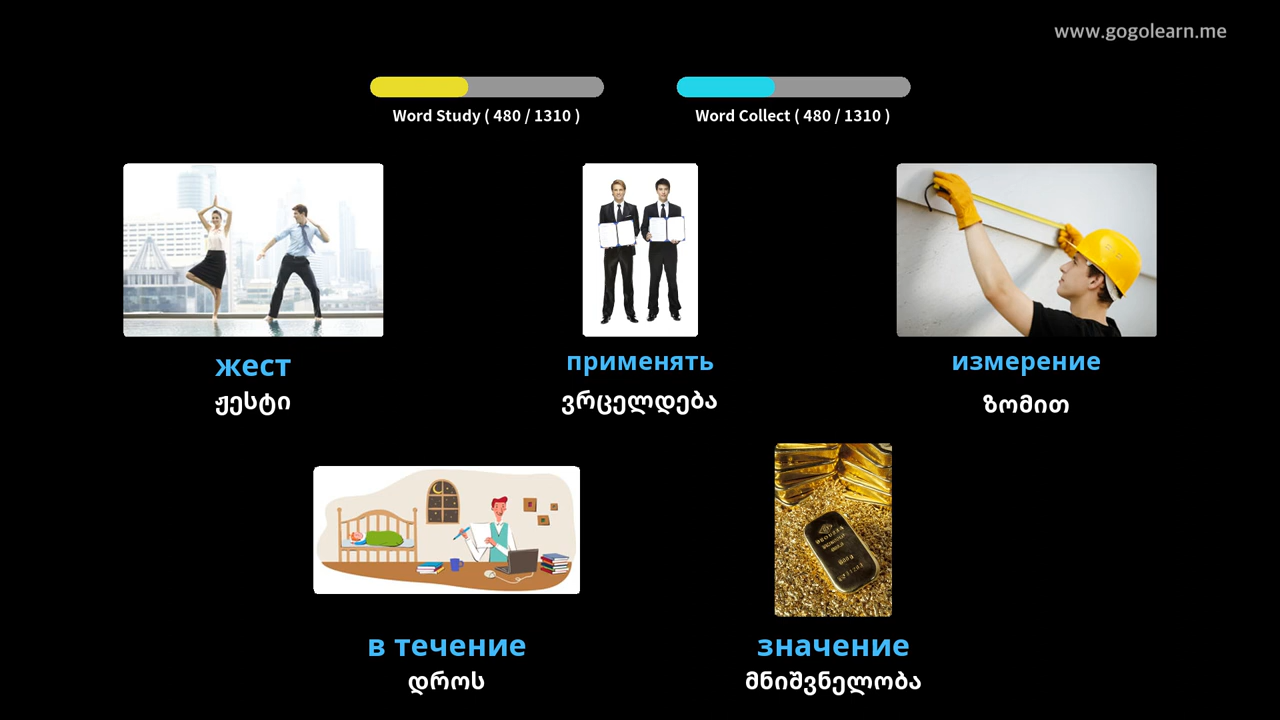 www.gogolearn.me
Word Study ( 480 / 1310 )
Word Collect ( 480 / 1310 )
жест
ჟესტი
применять
ვრცელდება
измерение
ზომით
в течение
დროს
значение
მნიშვნელობა